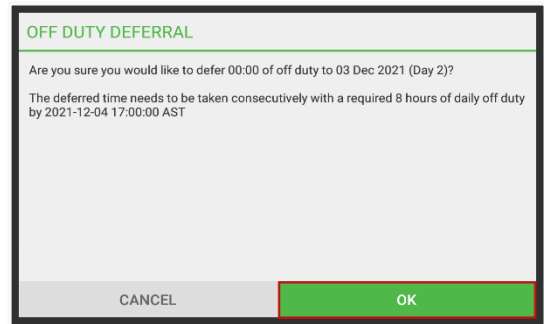 OFF DUTY DEFERRAL
Are you sure you would like to defer 00:00 of off duty to 03 Dec 2021 (Day 2)?
The deferred time needs to be taken consecutively with a required 8 hours of daily off duty
by 2021-12-04 17:00:00 AST
CANCEL
OK